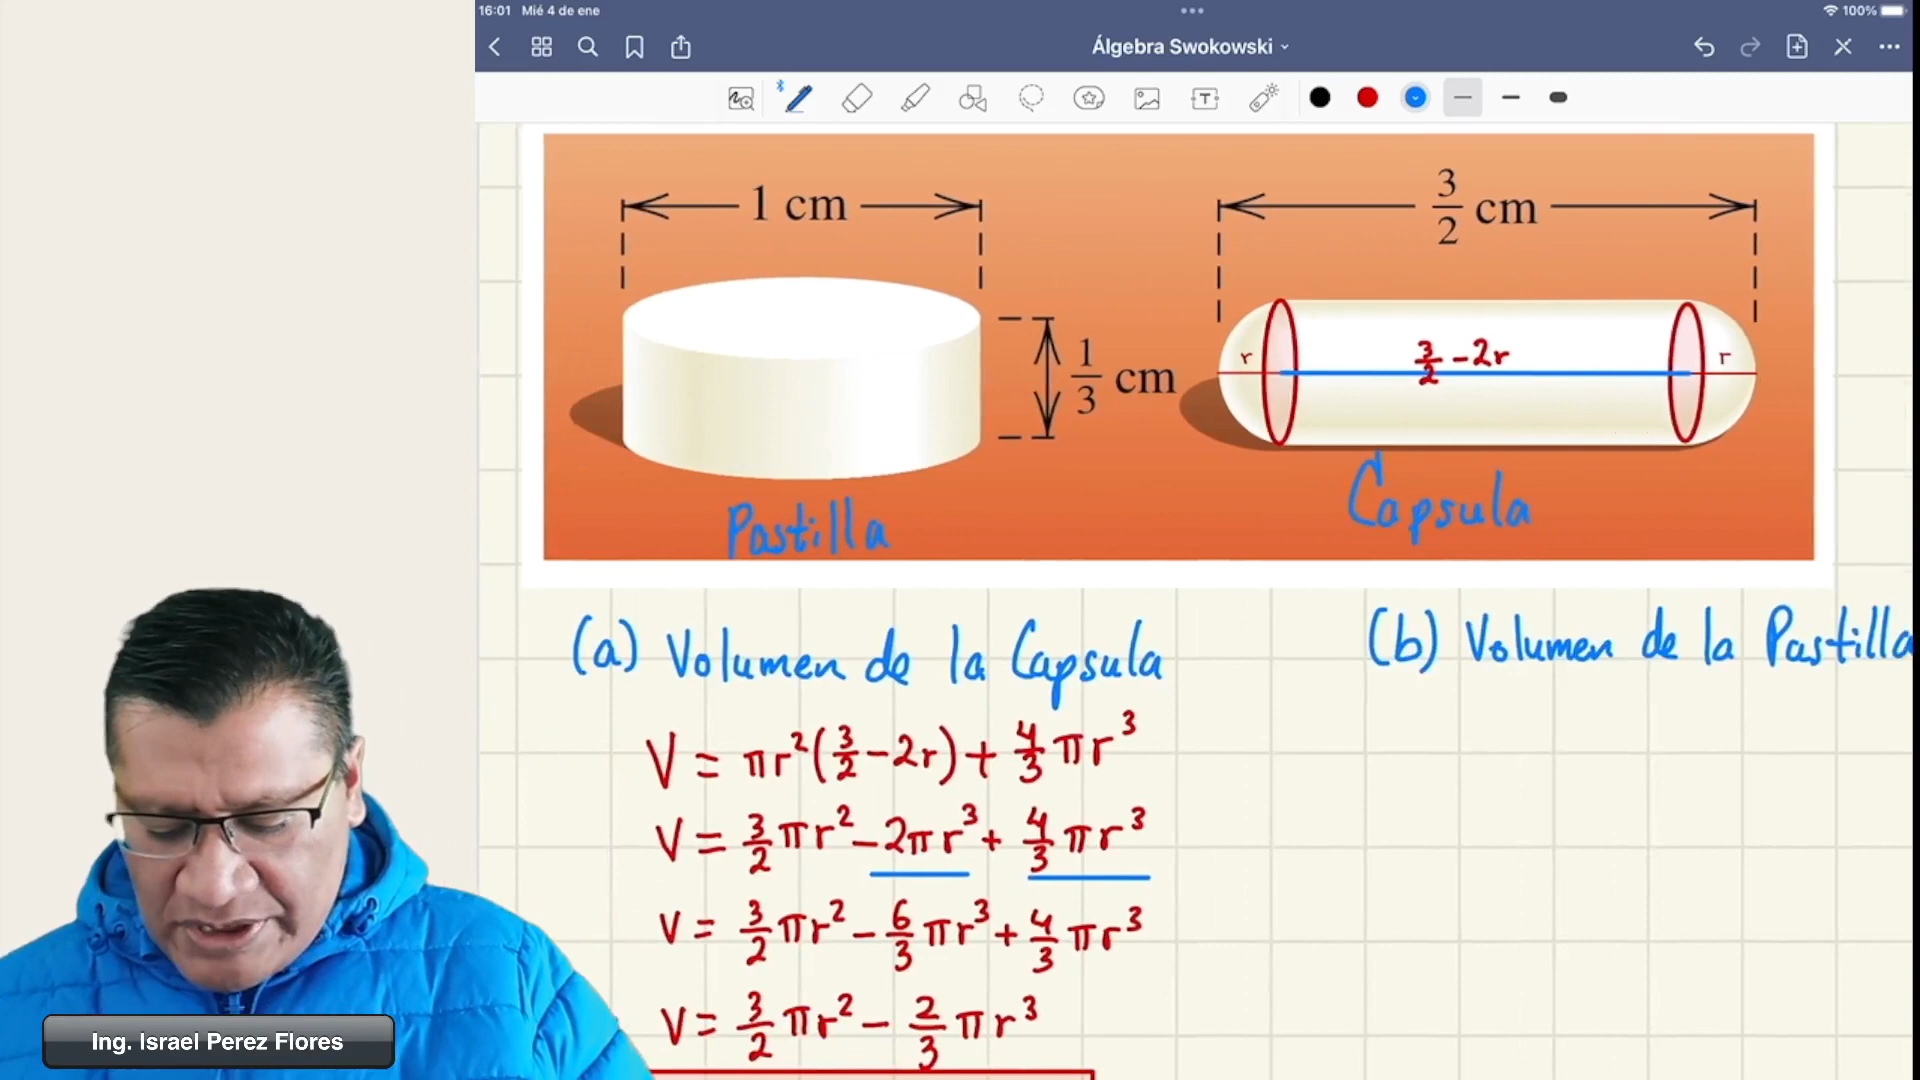 16:01 Mié 4 de ene
100%
Álgebra Swokowski
T
1 cm
3/2 cm
1/3 cm
r
3/2 - 2r
r
Pastilla
Capsula
(a) Volumen de la Capsula
(b) Volumen de la Pastilla
V = πr²(3/2 - 2r) + 4/3 πr³
V = 3/2 πr² - 2πr³ + 4/3 πr³
V = 3/2 πr² - 6/3 πr³ + 4/3 πr³
V = 3/2 πr² - 2/3 πr³
Ing. Israel Perez Flores